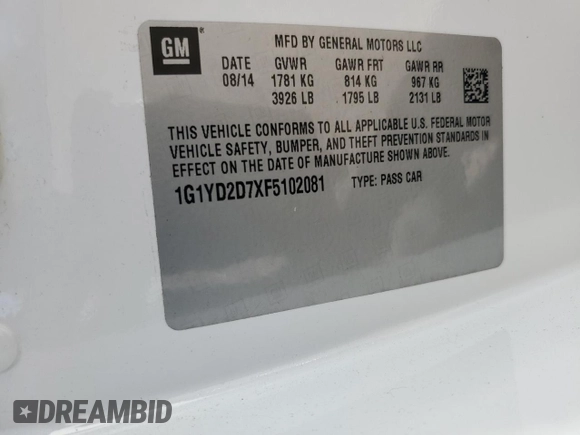 GM ®
MFD BY GENERAL MOTORS LLC
DATE GVWR GAWR FRT GAWR RR
08/14 1781 KG 814 KG 967 KG
3926 LB 1795 LB 2131 LB
THIS VEHICLE CONFORMS TO ALL APPLICABLE U.S. FEDERAL MOTOR
VEHICLE SAFETY, BUMPER, AND THEFT PREVENTION STANDARDS IN
EFFECT ON THE DATE OF MANUFACTURE SHOWN ABOVE.
1G1YD2D7XF5102081 TYPE: PASS CAR
DREAMBID